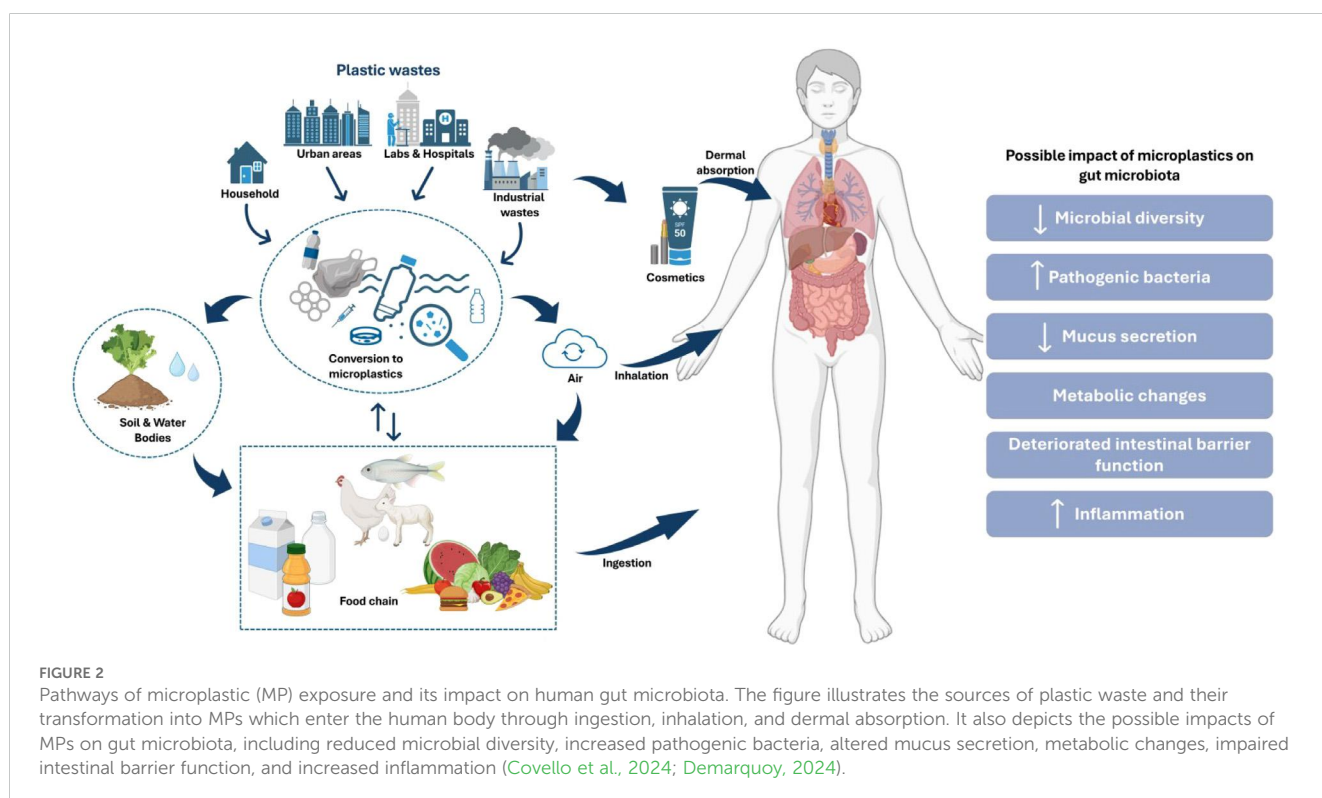 Plastic wastes
Urban areas
Labs & Hospitals
H
Household
Industrial
wastes
Dermal
absorption
SPF
50
Cosmetics
Conversion to
microplastics
Air
Inhalation
Soil & Water
Bodies
Food chain
Ingestion
Possible impact of microplastics on
gut microbiota
↓ Microbial diversity
↑ Pathogenic bacteria
↓ Mucus secretion
Metabolic changes
Deteriorated intestinal barrier
function
↑ Inflammation
FIGURE 2
Pathways of microplastic (MP) exposure and its impact on human gut microbiota. The figure illustrates the sources of plastic waste and their
transformation into MPs which enter the human body through ingestion, inhalation, and dermal absorption. It also depicts the possible impacts of
MPs on gut microbiota, including reduced microbial diversity, increased pathogenic bacteria, altered mucus secretion, metabolic changes, impaired
intestinal barrier function, and increased inflammation (Covello et al., 2024; Demarquoy, 2024).